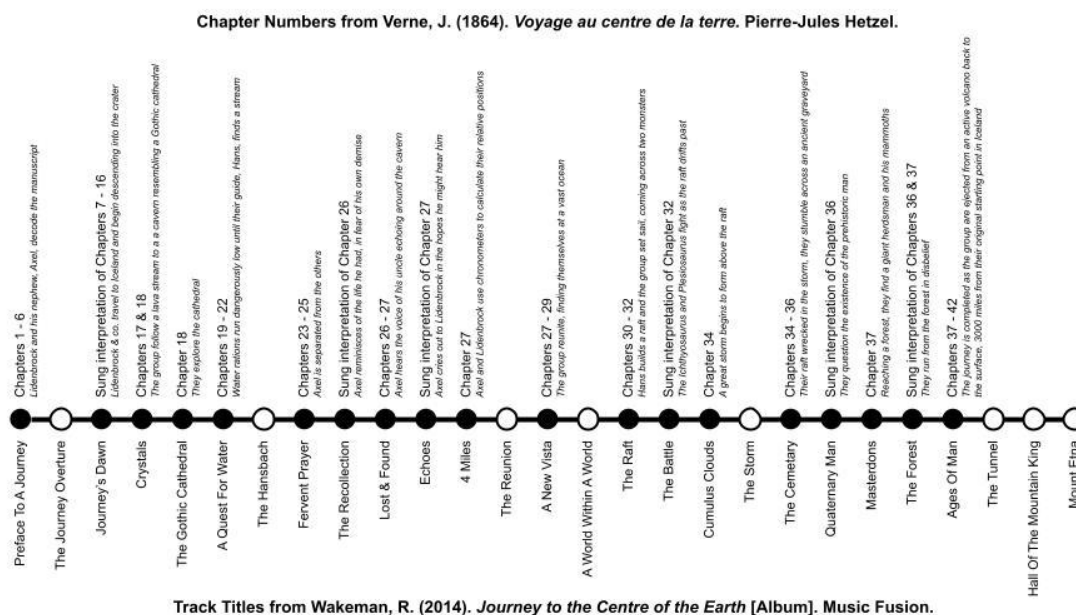 Chapter Numbers from Verne, J. (1864). Voyage au centre de la terre. Pierre-Jules Hetzel.
Chapters 1 - 6
Lidenbrock and his nephew, Axel, decode the manuscript
Sung interpretation of Chapters 7 - 16
Lidenbrock & co. travel to Iceland and begin descending into the crater
Chapters 17 & 18
The group follow a lava stream to a a cavern resembling a Gothic cathedral
Chapter 18
They explore the cathedral
Chapters 19 - 22
Water rations run dangerously low until their guide, Hans, finds a stream
Chapters 23 - 25
Axel is separated from the others
Sung interpretation of Chapter 26
Axel reminisces of the life he had, in fear of his own demise
Chapters 26 - 27
Axel hears the voice of his uncle echoing around the cavern
Sung interpretation of Chapter 27
Axel cries out to Lidenbrock in the hopes he might hear him
Chapter 27
Axel and Lidenbrock use chronometers to calculate their relative positions
Chapters 27 - 29
The group reunite, finding themselves at a vast ocean
Chapters 30 - 32
Hans builds a raft and the group set sail, coming across two monsters
Sung interpretation of Chapter 32
The Ichthyosaurus and Plesiosaurus fight as the raft drifts past
Chapter 34
A great storm begins to form above the raft
Chapters 34 - 36
Their raft wrecked in the storm, they stumble across an ancient graveyard
Sung interpretation of Chapter 36
They question the existence of the prehistoric man
Chapter 37
Reaching a forest, they find a giant herdsman and his mammoths
Sung interpretation of Chapters 36 & 37
They run from the forest in disbelief
Chapters 37 - 42
The journey is completed as the group are ejected from an active volcano back to
the surface, 3000 miles from their original starting point in Iceland
Preface To A Journey
The Journey Overture
Journey's Dawn
Crystals
The Gothic Cathedral
A Quest For Water
The Hansbach
Fervent Prayer
The Recollection
Lost & Found
Echoes
4 Miles
The Reunion
A New Vista
A World Within A World
The Raft
The Battle
Cumulus Clouds
The Storm
The Cemetary
Quaternary Man
Masterdons
The Forest
Ages Of Man
The Tunnel
Hall Of The Mountain King
Mount Etna
Track Titles from Wakeman, R. (2014). Journey to the Centre of the Earth [Album]. Music Fusion.